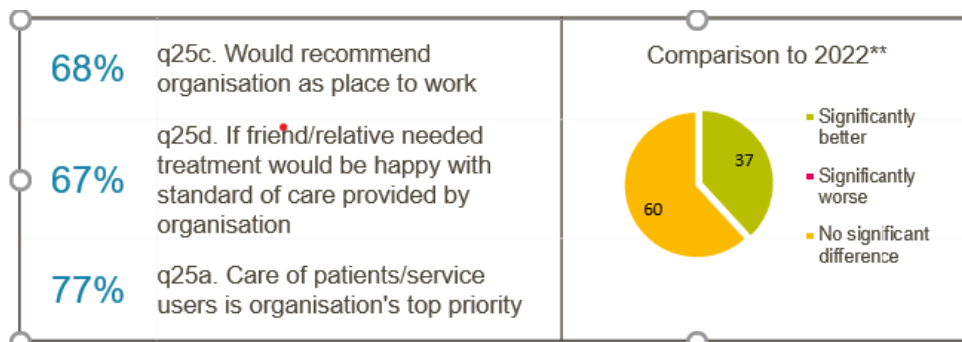 68%
q25c. Would recommend
organisation as place to work
67%
q25d. If friend/relative needed
treatment would be happy with
standard of care provided by
organisation
77%
q25a. Care of patients/service
users is organisation's top priority
Comparison to 2022**
37
60
Significantly
better
Significantly
worse
No significant
difference